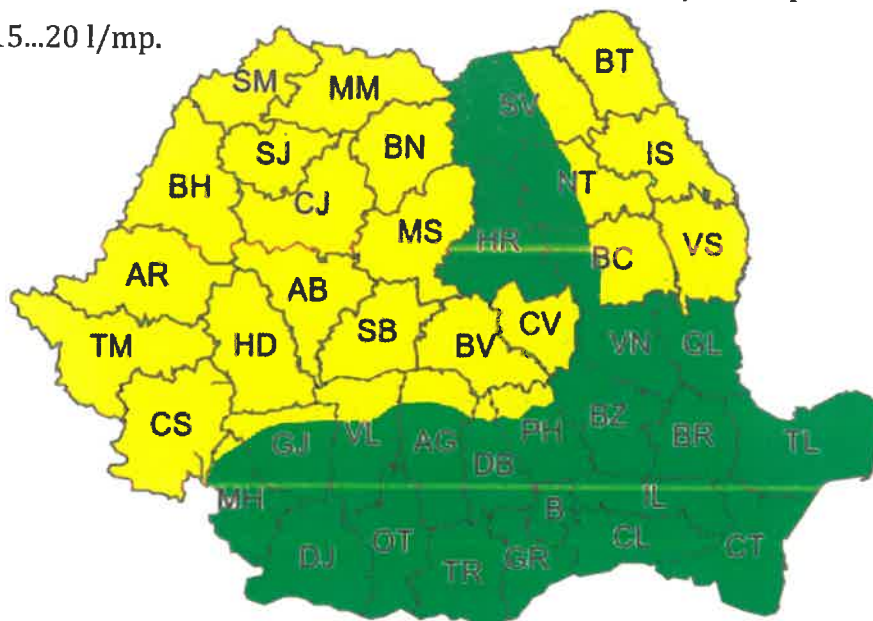 15...20 l/mp.
BT
SM
MM
SV
SJ
BN
IS
BH
CJ
NT
MS
HR
BC
VS
AR
AB
TM
HD
SB
BV
CV
VN
GL
CS
GJ
VL
AG
PH
BZ
BR
TL
DB
MH
B
IL
DJ
OT
TR
GR
CL
CT